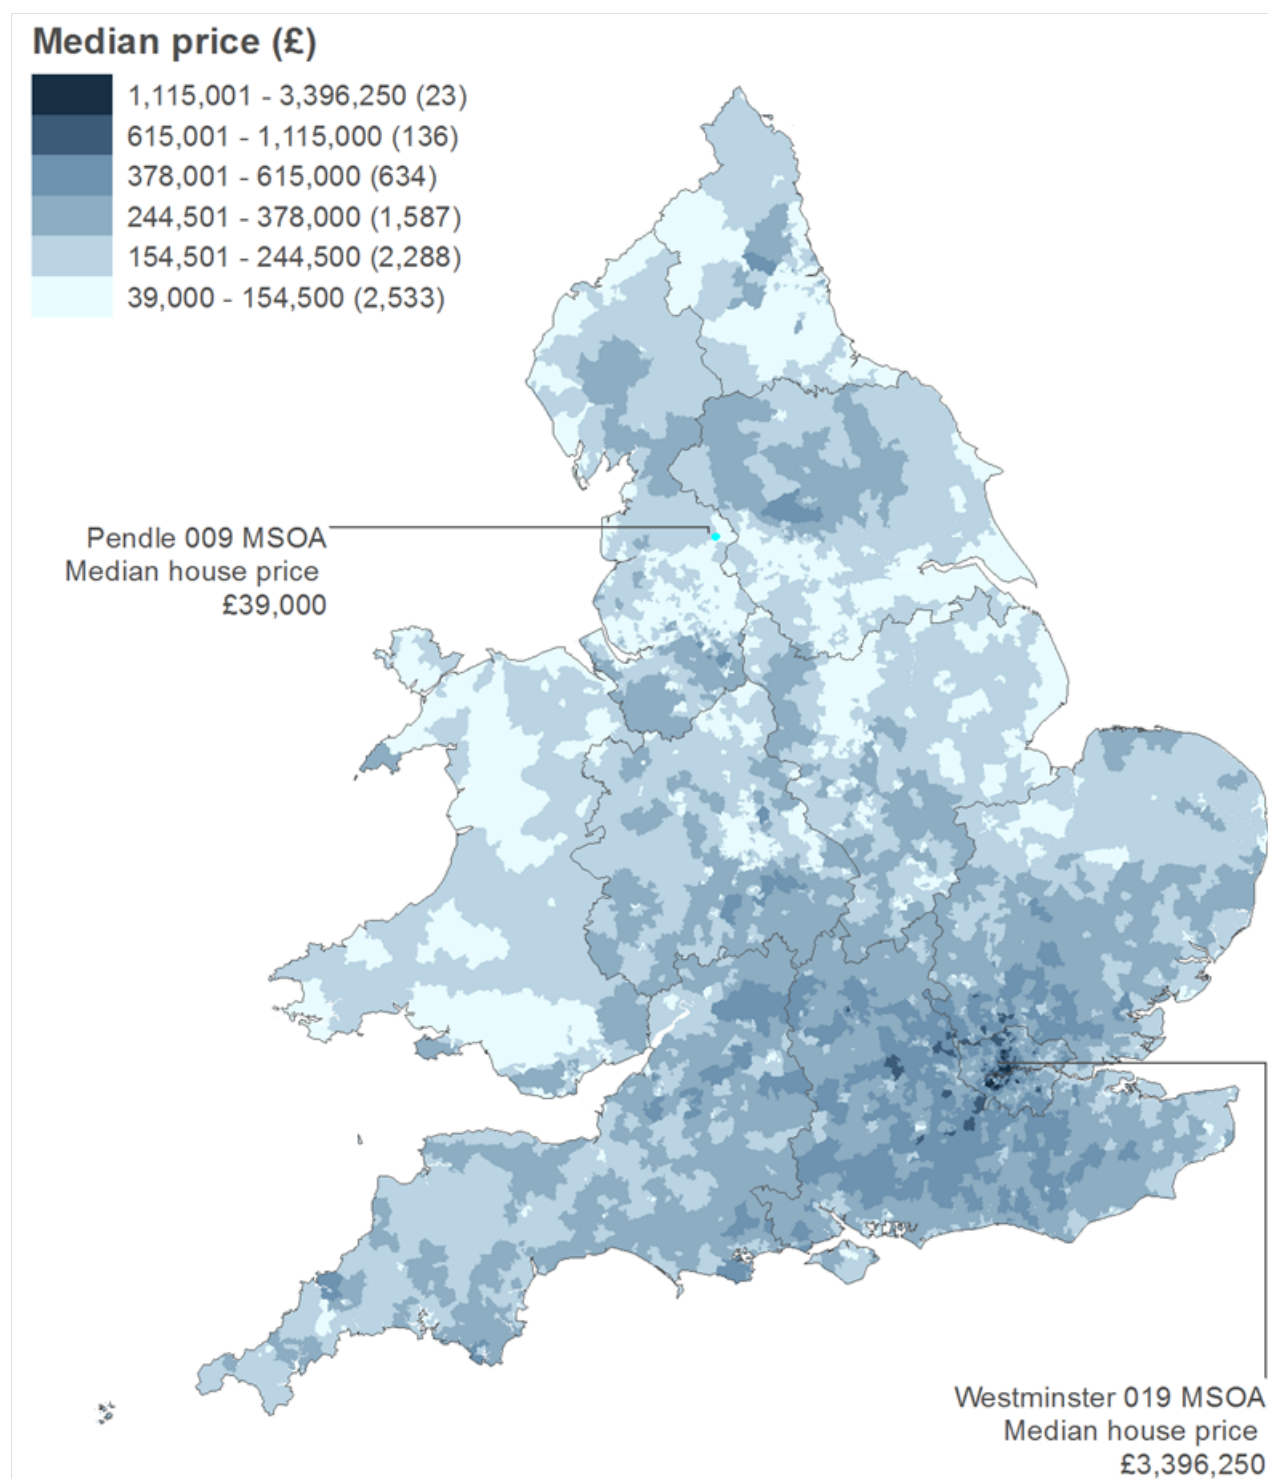 Median price (£)
1,115,001 - 3,396,250 (23)
615,001 - 1,115,000 (136)
378,001 - 615,000 (634)
244,501 - 378,000 (1,587)
154,501 - 244,500 (2,288)
39,000 - 154,500 (2,533)
Pendle 009 MSOA
Median house price
£39,000
Westminster 019 MSOA
Median house price
£3,396,250